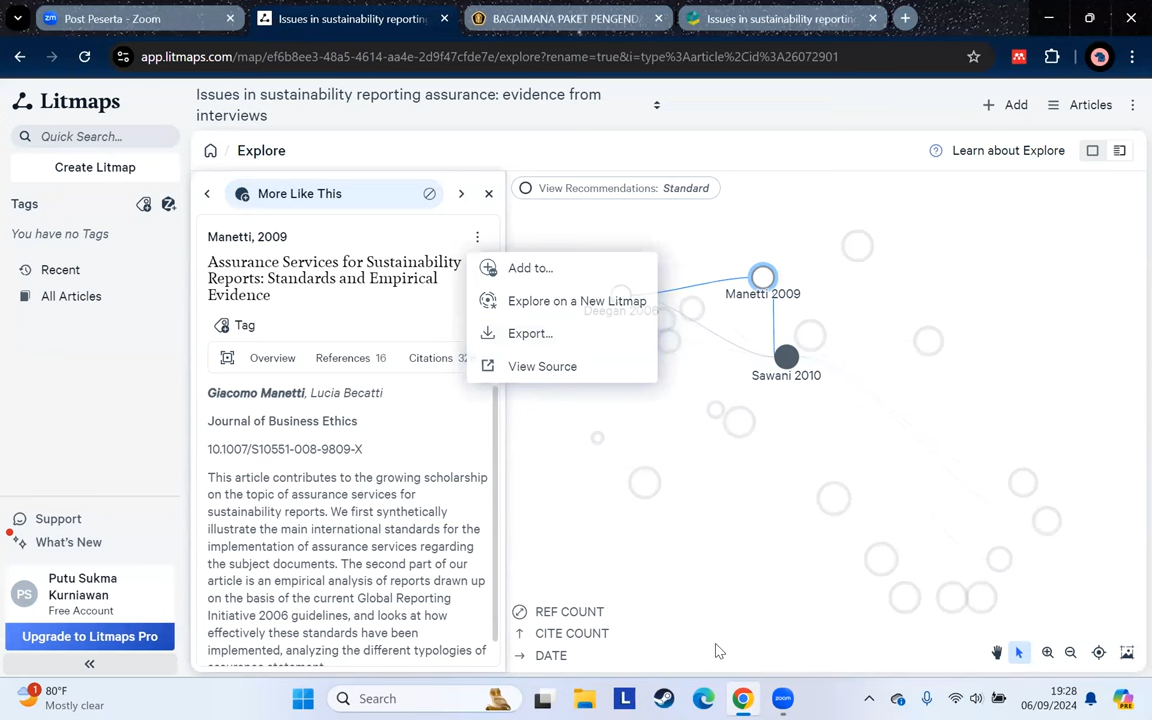 Post Peserta - Zoom
Issues in sustainability reporting
BAGAIMANA PAKET PENGEND
Issues in sustainability reporting
app.litmaps.com/map/ef6b8ee3-48a5-4614-aa4e-2d9f47cfde7e/explore?rename=true&i=type%3Aarticle%2Cid%3A26072901
Litmaps
Issues in sustainability reporting assurance: evidence from
interviews
Add
Articles
Quick Search...
Create Litmap
Tags
You have no Tags
Recent
All Articles
Support
What's New
PS
Putu Sukma
Kurniawan
Free Account
Upgrade to Litmaps Pro
Explore
Learn about Explore
More Like This
View Recommendations: Standard
Manetti, 2009
Assurance Services for Sustainability
Reports: Standards and Empirical
Evidence
Tag
Overview
References 16
Citations 32
Giacomo Manetti, Lucia Becatti
Journal of Business Ethics
10.1007/S10551-008-9809-X
This article contributes to the growing scholarship
on the topic of assurance services for
sustainability reports. We first synthetically
illustrate the main international standards for the
implementation of assurance services regarding
the subject documents. The second part of our
article is an empirical analysis of reports drawn up
on the basis of the current Global Reporting
Initiative 2006 guidelines, and looks at how
effectively these standards have been
implemented, analyzing the different typologies of
assurance statement.
Add to...
Explore on a New Litmap
Export...
View Source
Deegan 2006
Manetti 2009
Sawani 2010
REF COUNT
CITE COUNT
DATE
1
80°F
Mostly clear
Search
L
zoom
PRE
19:28
06/09/2024